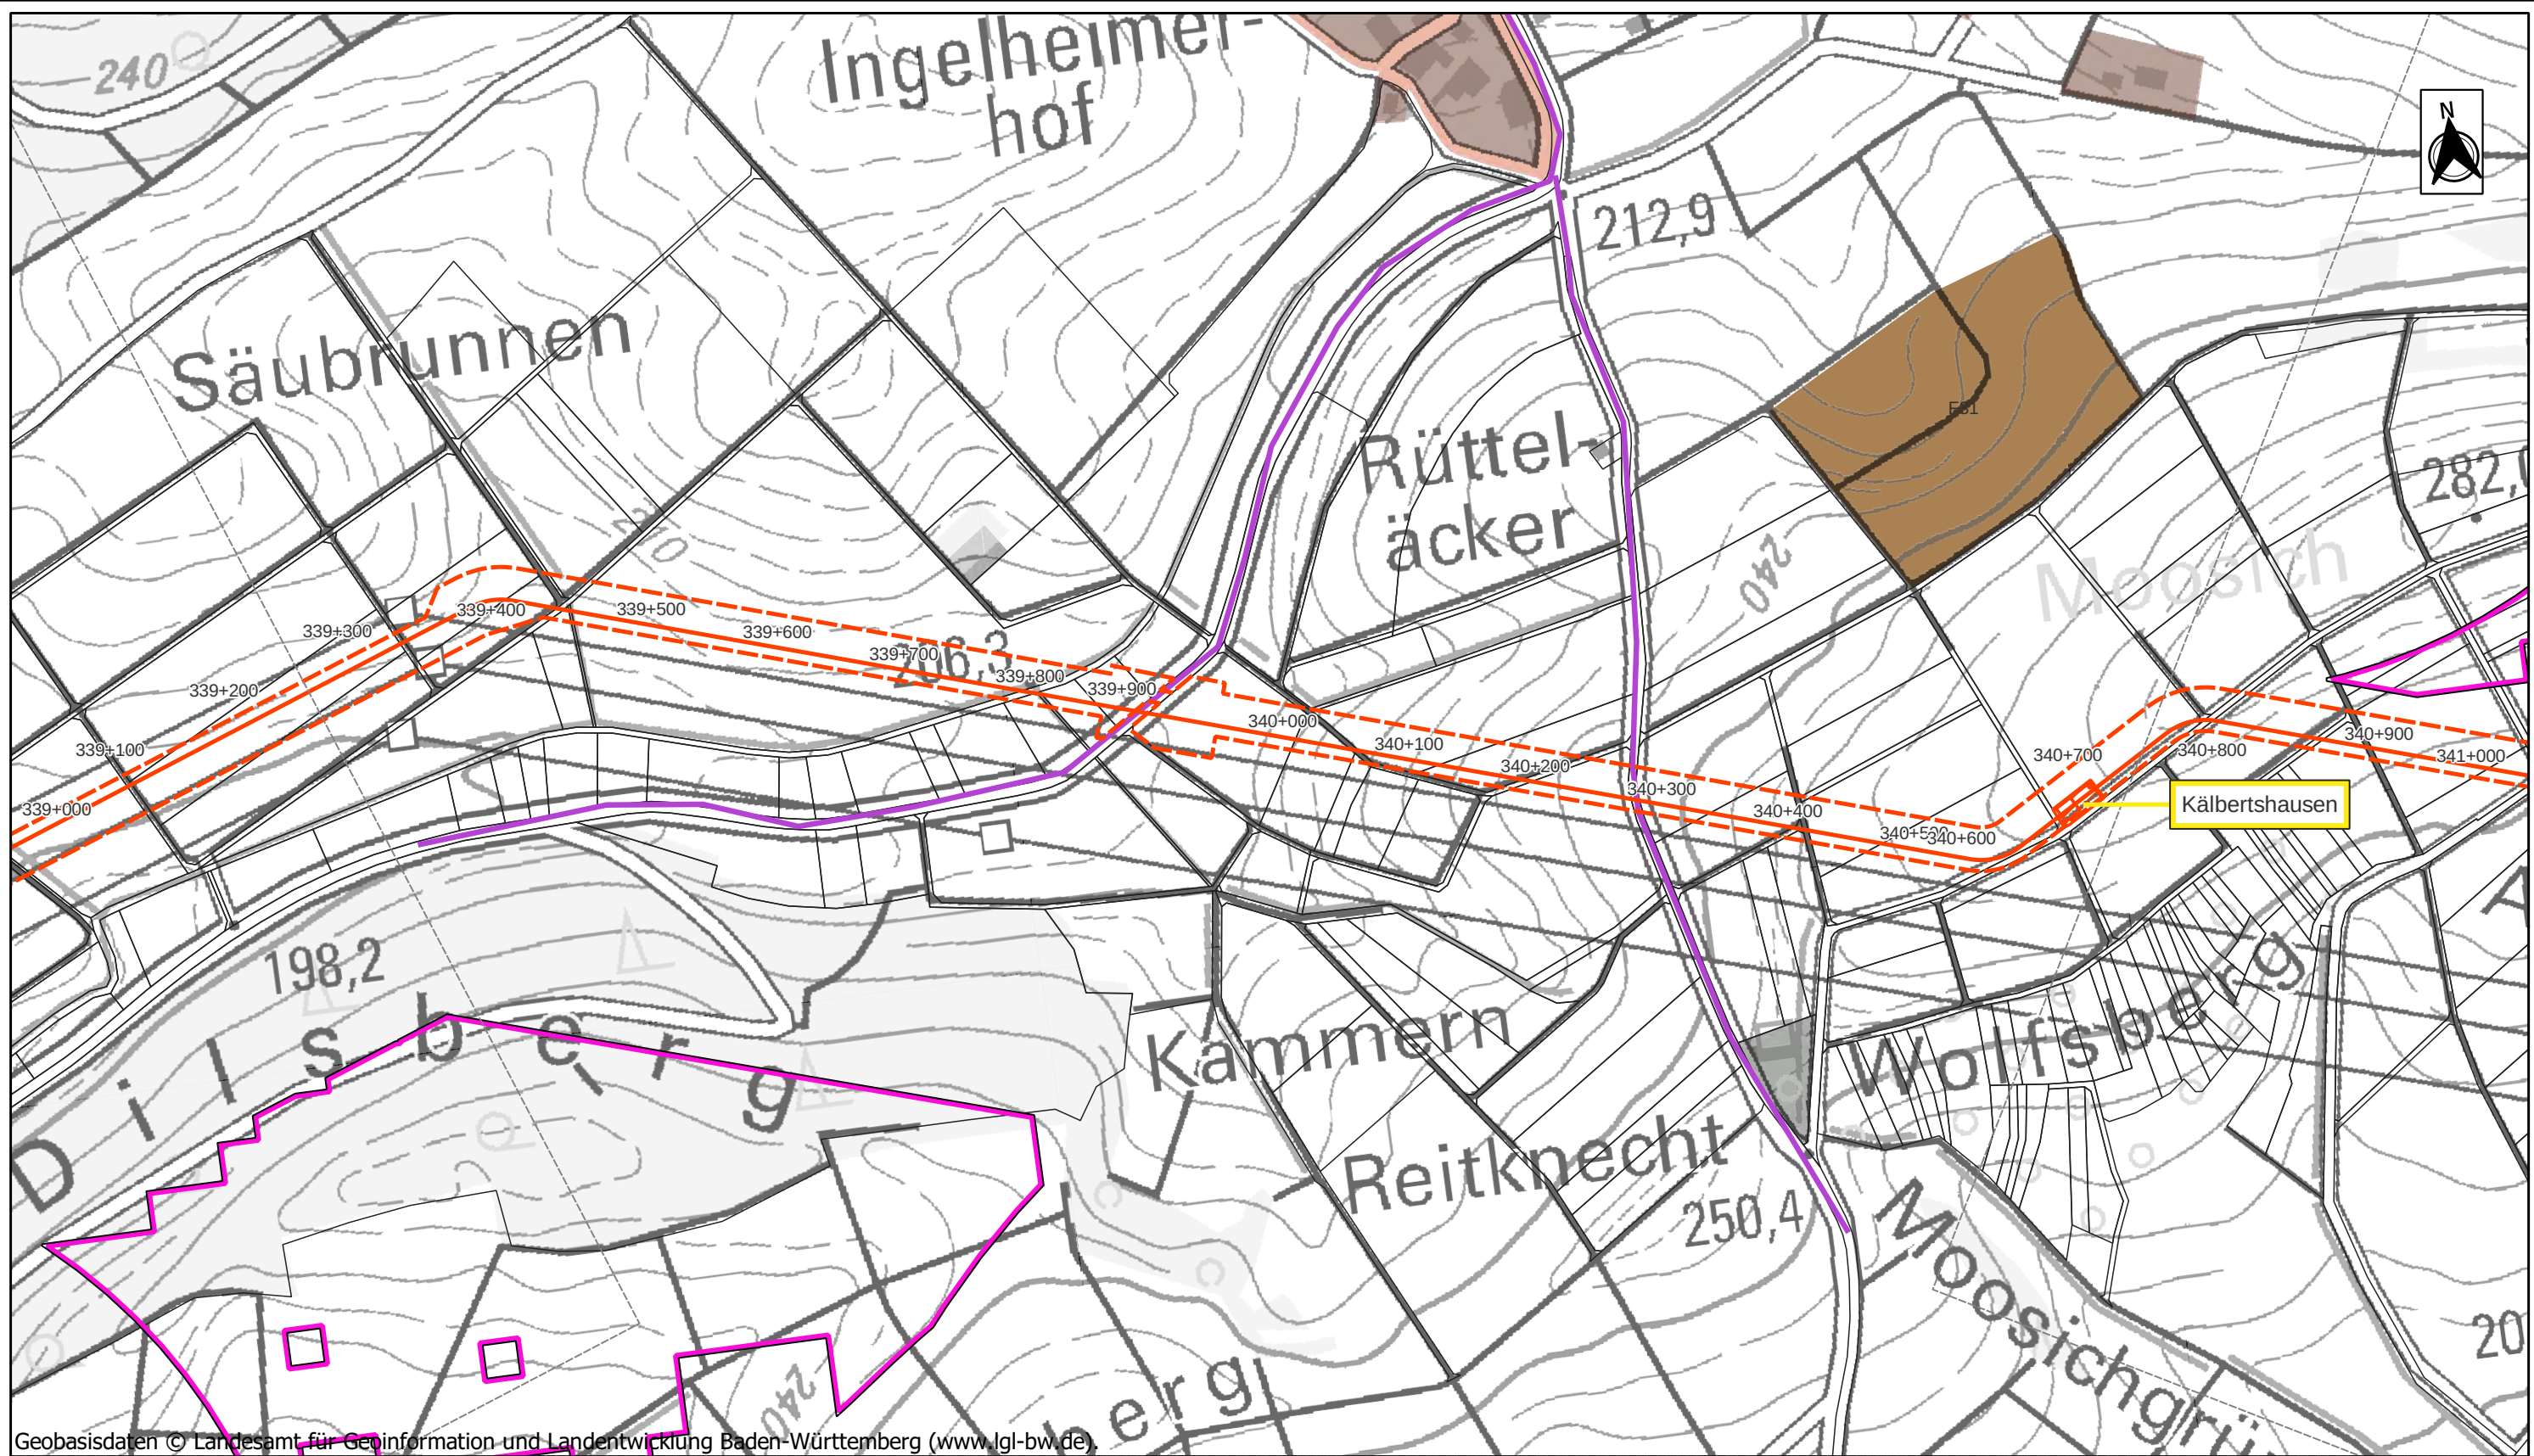 Ingelheimer-
hof
240
N
212,9
Säubrunnen
Rüttel-
äcker
282,
210
240
Moosich
339+000
339+100
339+200
339+300
339+400
339+500
339+600
339+700
206,3
339+800
339+900
340+000
340+100
340+200
340+300
340+400
340+600
340+700
340+800
340+900
341+000
Kälbertshausen
198,2
Dilsberg
Kammern
Wolfsberg
Reitknecht
250,4
Moosichgrü
20
240
berg
Geobasisdaten © Landesamt für Geoinformation und Landentwicklung Baden-Württemberg (www.lgl-bw.de).